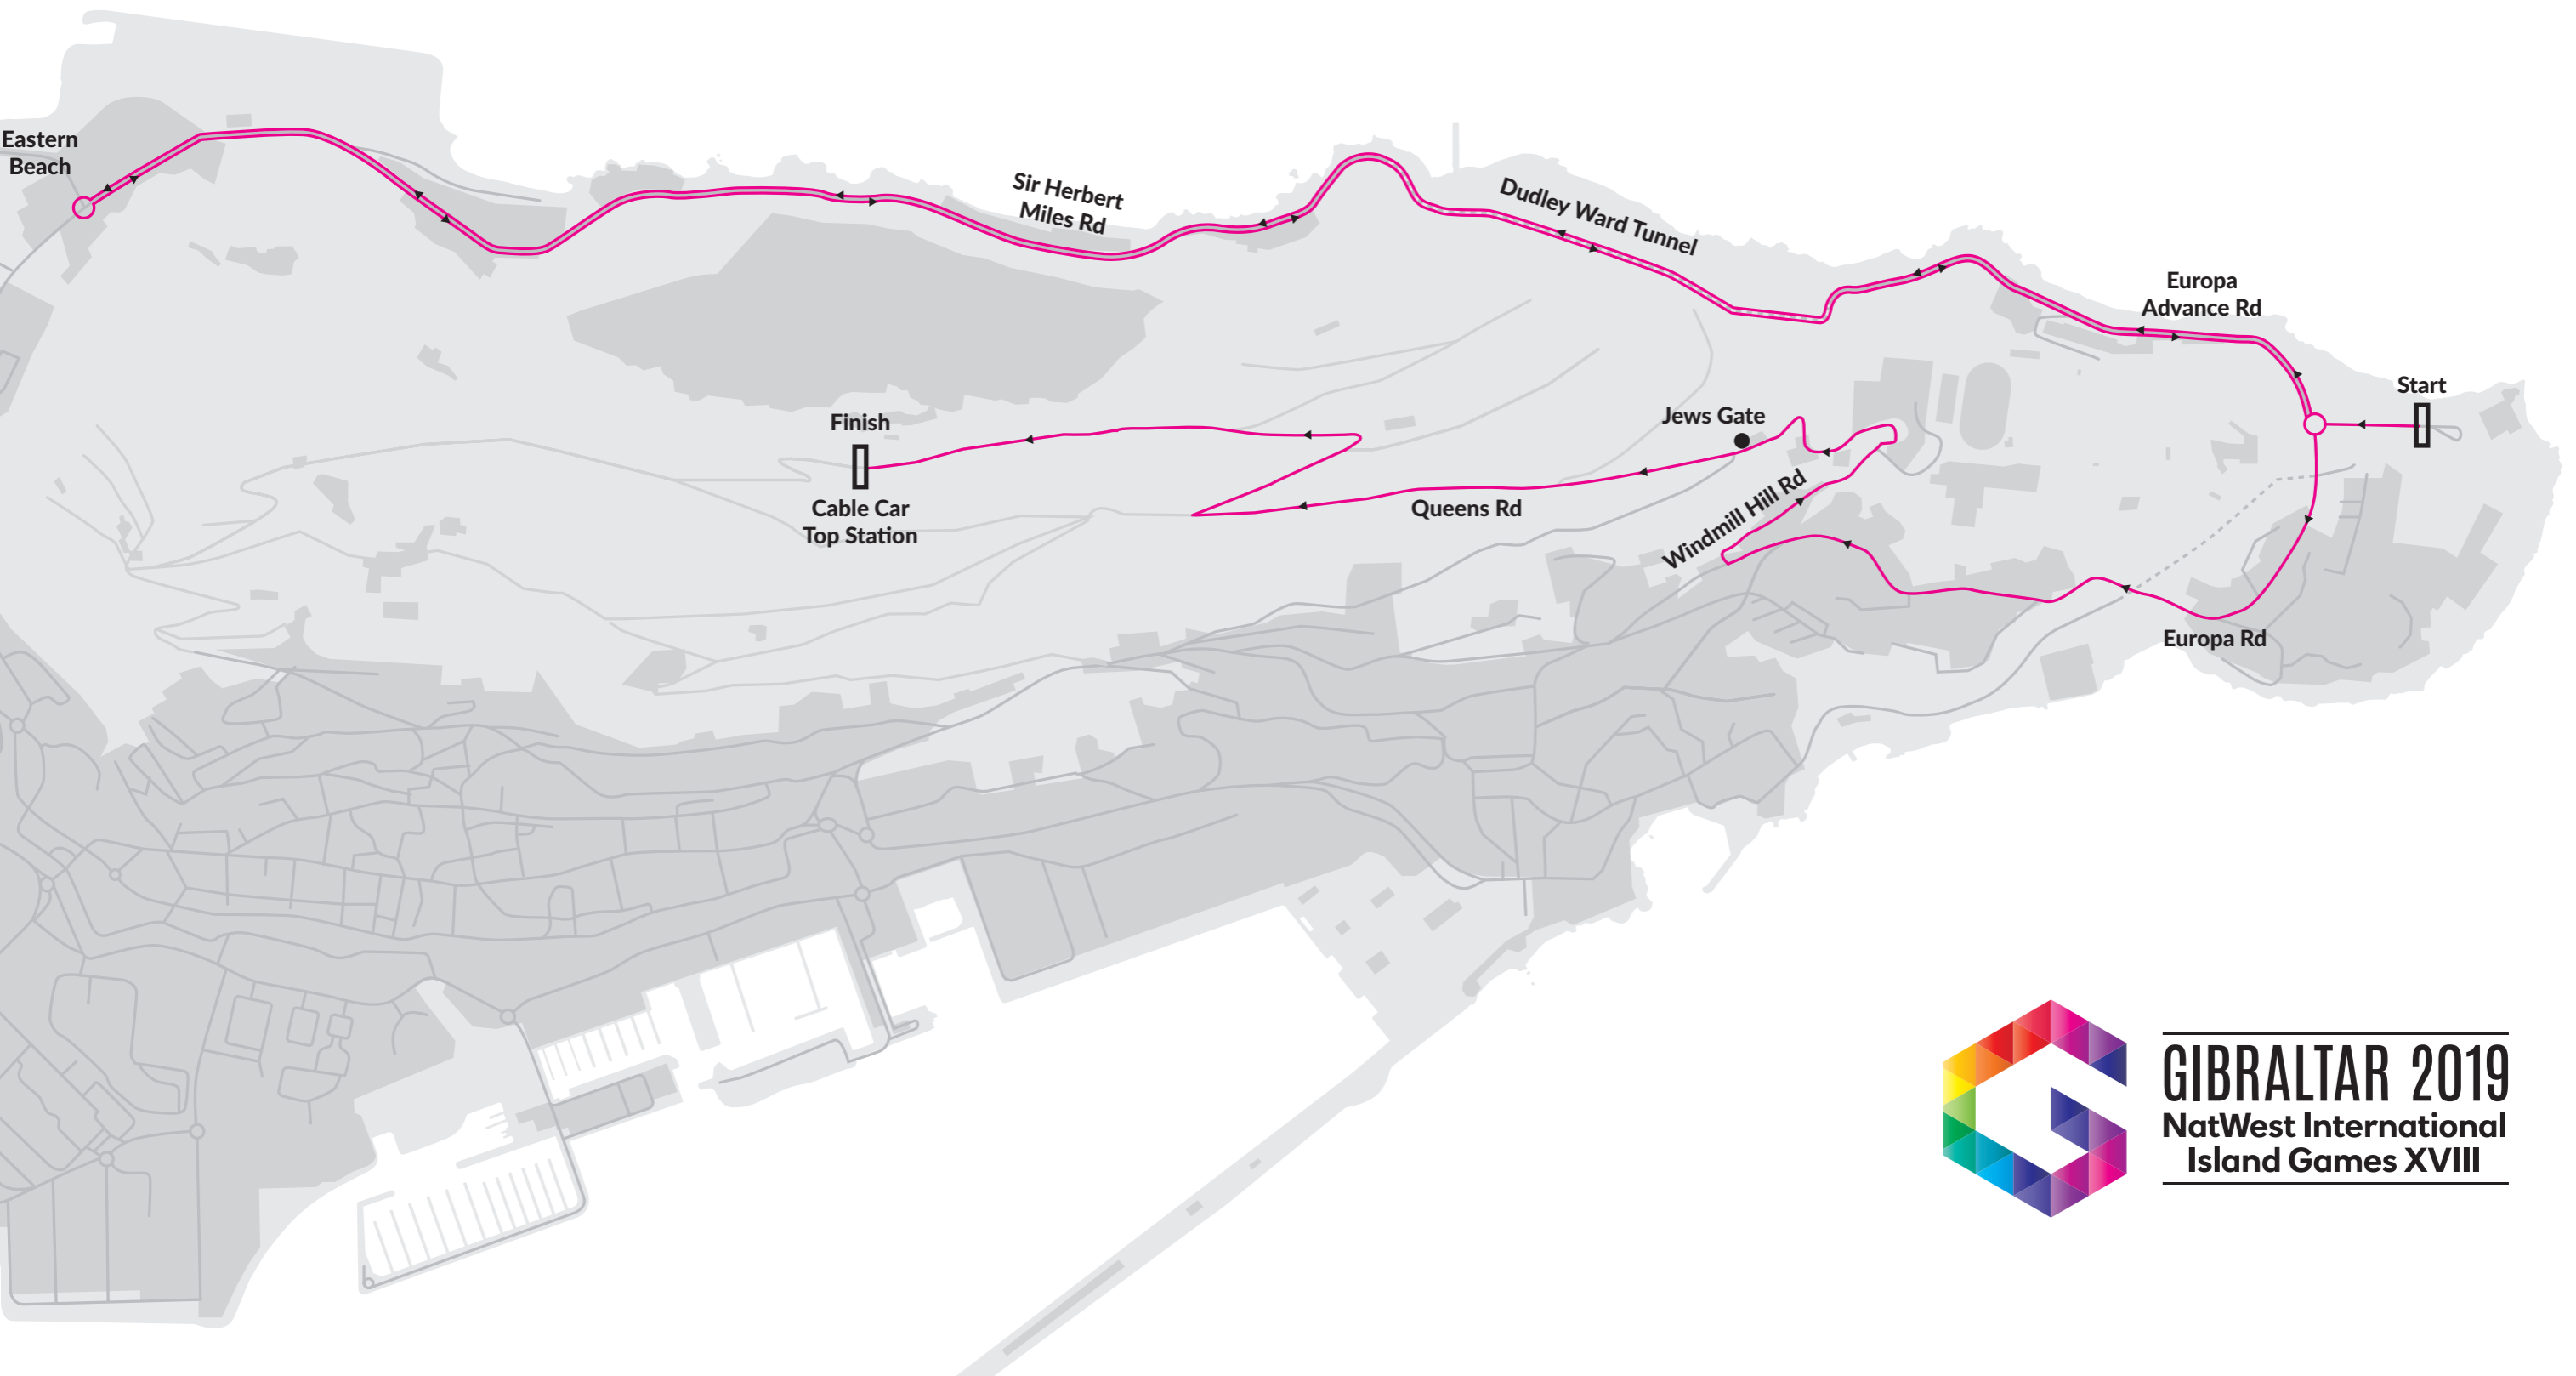 Eastern
Beach
Sir Herbert
Miles Rd
Dudley Ward Tunnel
Europa
Advance Rd
Start
Finish
Cable Car
Top Station
Jews Gate
Queens Rd
Windmill Hill Rd
Europa Rd
GIBRALTAR 2019
NatWest International
Island Games XVIII